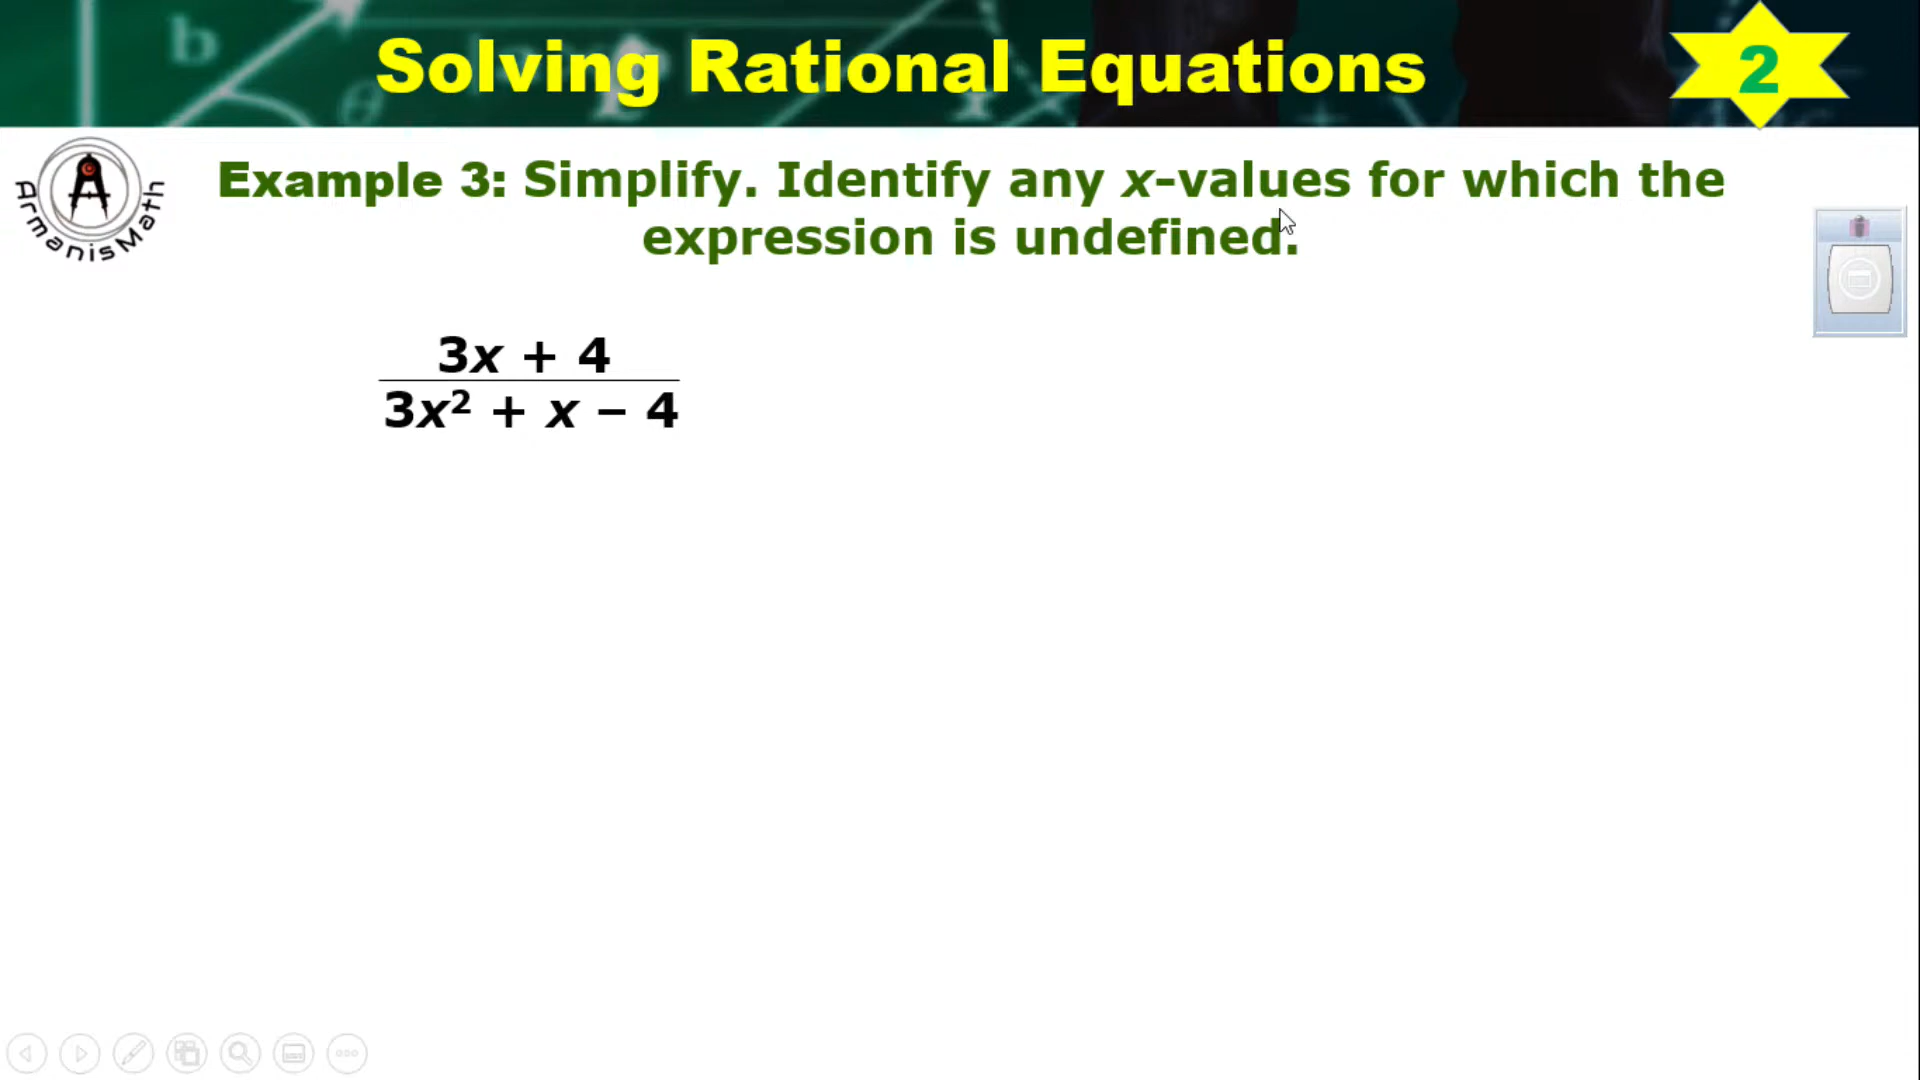 Solving Rational Equations
2
ArmanisMath
Example 3: Simplify. Identify any x-values for which the
expression is undefined.
3x + 4
3x² + x − 4
b
θ